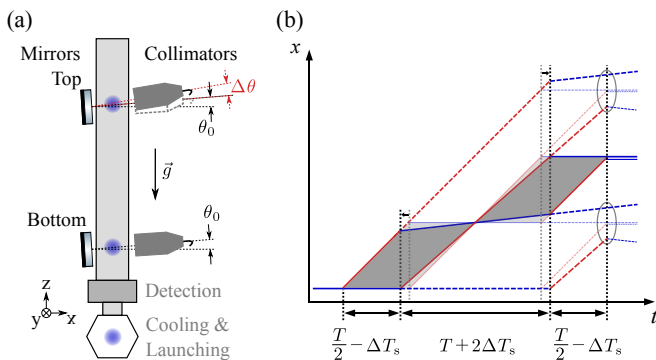 (a)
Mirrors
Collimators
Top
Δθ
θ₀
g⃗
Bottom
θ₀
z
y
x
Detection
Cooling &
Launching
(b)
x
t
T/2 − ΔTₛ
T + 2ΔTₛ
T/2 − ΔTₛ